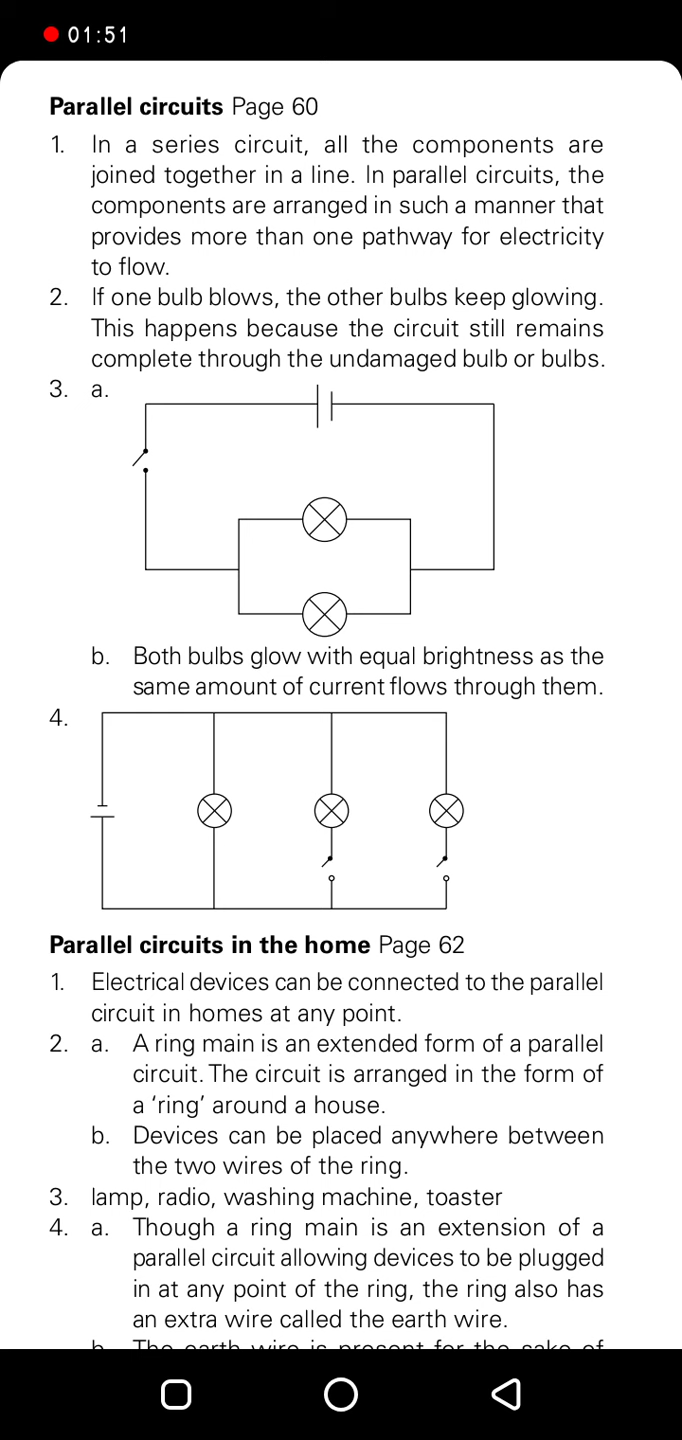 01:51
Parallel circuits Page 60
1. In a series circuit, all the components are
joined together in a line. In parallel circuits, the
components are arranged in such a manner that
provides more than one pathway for electricity
to flow.
2. If one bulb blows, the other bulbs keep glowing.
This happens because the circuit still remains
complete through the undamaged bulb or bulbs.
3. a.
b. Both bulbs glow with equal brightness as the
same amount of current flows through them.
4.
Parallel circuits in the home Page 62
1. Electrical devices can be connected to the parallel
circuit in homes at any point.
2. a. A ring main is an extended form of a parallel
circuit. The circuit is arranged in the form of
a ‘ring’ around a house.
b. Devices can be placed anywhere between
the two wires of the ring.
3. lamp, radio, washing machine, toaster
4. a. Though a ring main is an extension of a
parallel circuit allowing devices to be plugged
in at any point of the ring, the ring also has
an extra wire called the earth wire.
b. The earth wire is present for the sake of